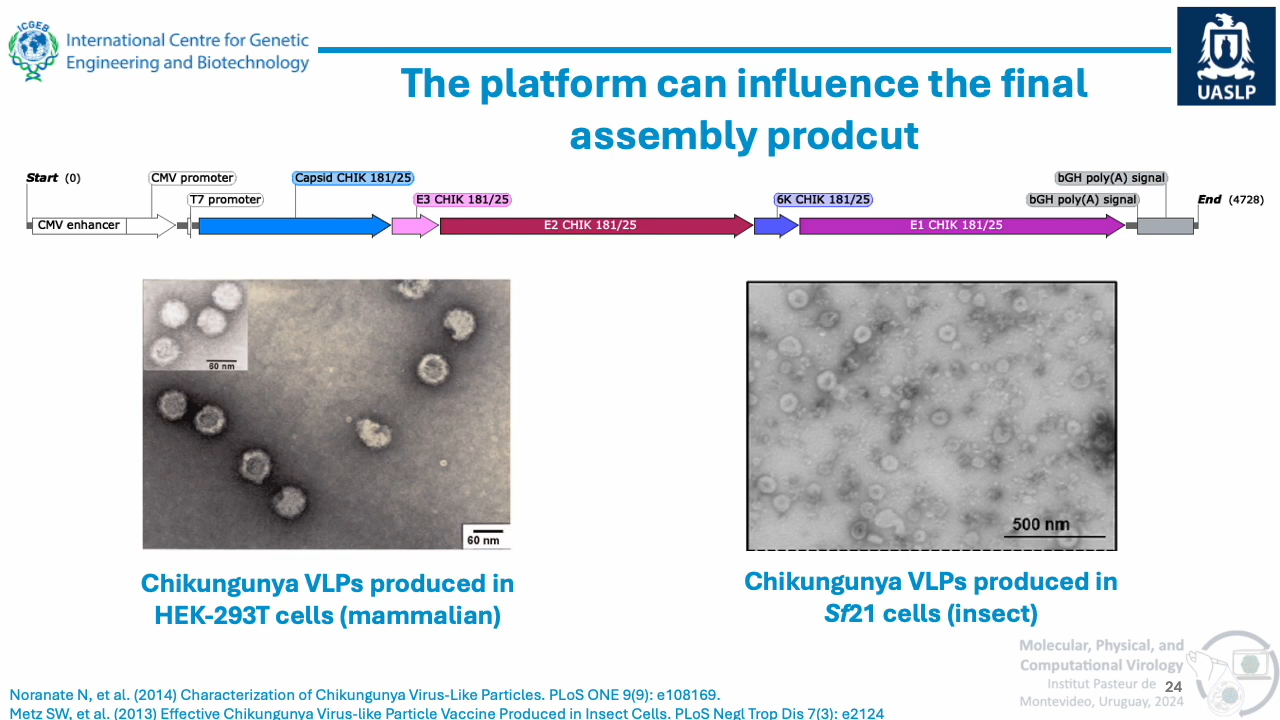 ICGEB
International Centre for Genetic
Engineering and Biotechnology
UASLP
The platform can influence the final
assembly prodcut
Start (0)
CMV promoter
Capsid CHIK 181/25
bGH poly(A) signal
T7 promoter
E3 CHIK 181/25
6K CHIK 181/25
bGH poly(A) signal
End (4728)
CMV enhancer
E2 CHIK 181/25
E1 CHIK 181/25
60 nm
60 nm
500 nm
Chikungunya VLPs produced in
HEK-293T cells (mammalian)
Chikungunya VLPs produced in
Sf21 cells (insect)
Molecular, Physical, and
Computational Virology
Institut Pasteur de
24
Montevideo, Uruguay, 2024
Noranate N, et al. (2014) Characterization of Chikungunya Virus-Like Particles. PLoS ONE 9(9): e108169.
Metz SW, et al. (2013) Effective Chikungunya Virus-like Particle Vaccine Produced in Insect Cells. PLoS Negl Trop Dis 7(3): e2124